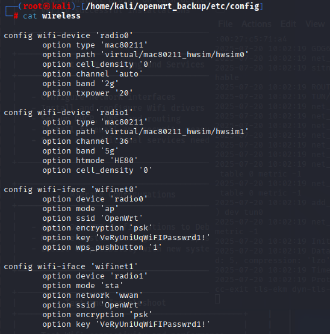 (root㉿kali)-[/home/kali/openwrt_backup/etc/config]
# cat wireless
config wifi-device 'radio0'
option type 'mac80211'
option path 'virtual/mac80211_hwsim/hwsim0'
option cell_density '0'
option channel 'auto'
option band '2g'
option txpower '20'
config wifi-device 'radio1'
option type 'mac80211'
option path 'virtual/mac80211_hwsim/hwsim1'
option channel '36'
option band '5g'
option htmode 'HE80'
option cell_density '0'
config wifi-iface 'wifinet0'
option device 'radio0'
option mode 'ap'
option ssid 'OpenWrt'
option encryption 'psk'
option key 'VeRyUniUqWiFIPasswrd1!'
option wps_pushbutton '1'
config wifi-iface 'wifinet1'
option device 'radio1'
option mode 'sta'
option network 'wwan'
option ssid 'OpenWrt'
option encryption 'psk'
option key 'VeRyUniUqWiFIPasswrd1!'